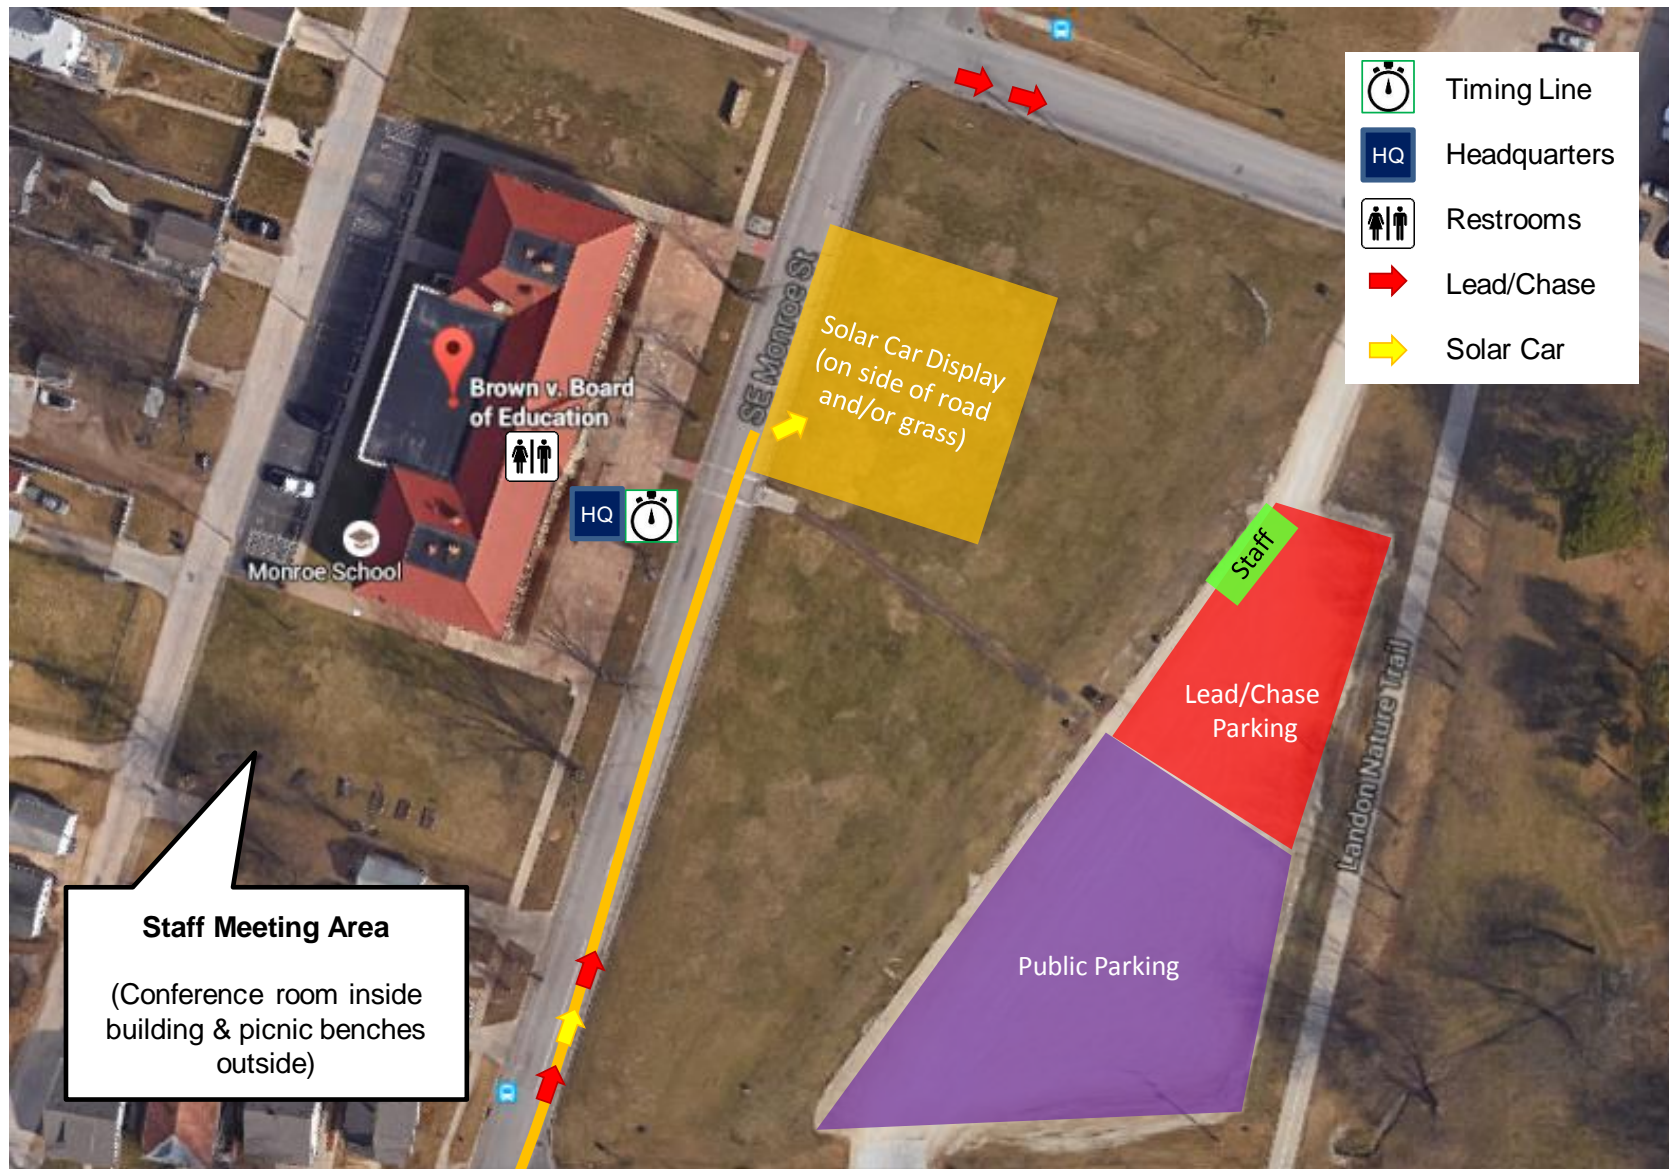 Timing Line
HQ
Headquarters
Restrooms
Lead/Chase
Solar Car
SE Monroe St
Solar Car Display
(on side of road
and/or grass)
Brown v. Board
of Education
HQ
Monroe School
Staff
Lead/Chase
Parking
Landon Nature Trail
Public Parking
Staff Meeting Area
(Conference room inside
building & picnic benches
outside)